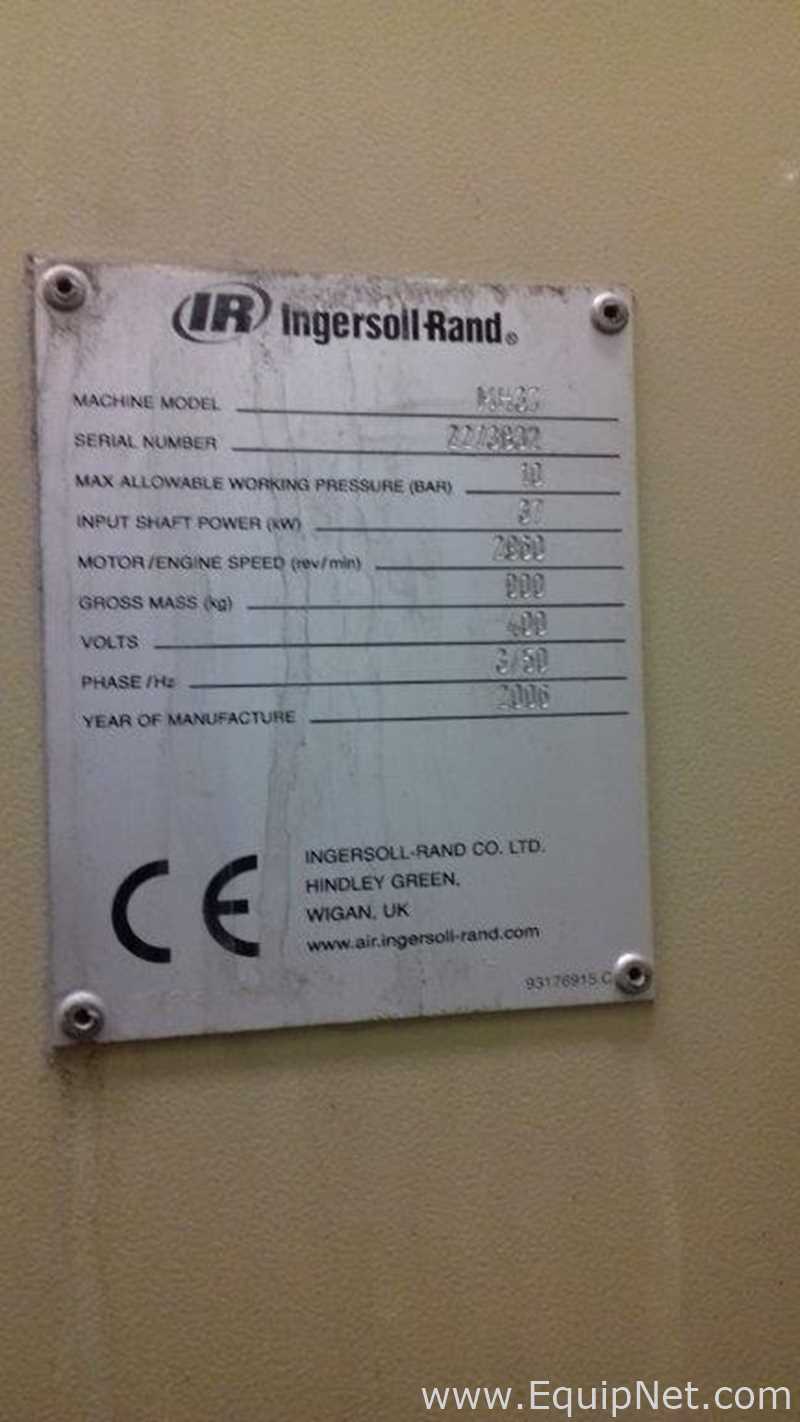 IR Ingersoll-Rand®
MACHINE MODEL
SERIAL NUMBER
MAX ALLOWABLE WORKING PRESSURE (BAR) 10
INPUT SHAFT POWER (kW) 37
MOTOR/ENGINE SPEED (rev/min)
GROSS MASS (kg)
VOLTS 400
PHASE/Hz 3/50
YEAR OF MANUFACTURE 2006
CE
INGERSOLL-RAND CO. LTD.
HINDLEY GREEN,
WIGAN, UK
www.air.ingersoll-rand.com
93176915 C
www.EquipNet.com